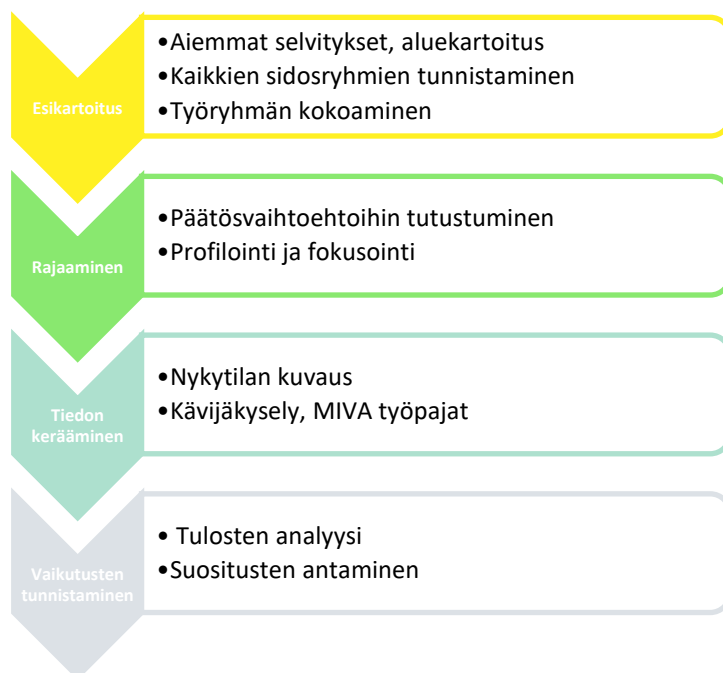 Esikartoitus
•Aiemmat selvitykset, aluekartoitus
•Kaikkien sidosryhmien tunnistaminen
•Työryhmän kokoaminen
Rajaaminen
•Päätösvaihtoehtoihin tutustuminen
•Profilointi ja fokusointi
Tiedon
kerääminen
•Nykytilan kuvaus
•Kävijäkysely, MIVA työpajat
Vaikutusten
tunnistaminen
• Tulosten analyysi
•Suositusten antaminen